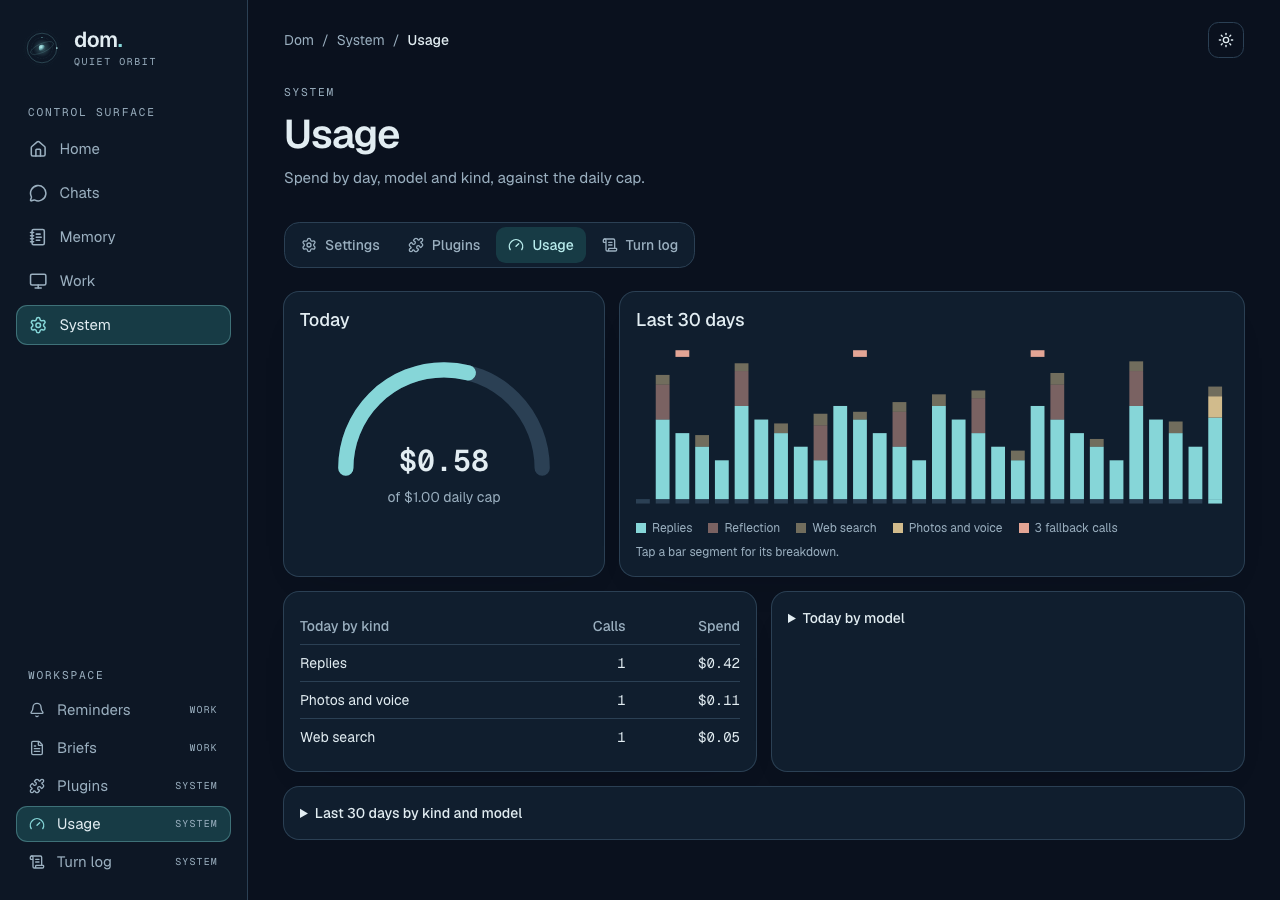 dom.
QUIET ORBIT
CONTROL SURFACE
Home
Chats
Memory
Work
System
WORKSPACE
Reminders WORK
Briefs WORK
Plugins SYSTEM
Usage SYSTEM
Turn log SYSTEM
Dom / System / Usage
SYSTEM
Usage
Spend by day, model and kind, against the daily cap.
Settings Plugins Usage Turn log
Today
$0.58
of $1.00 daily cap
Last 30 days
Replies Reflection Web search Photos and voice 3 fallback calls
Tap a bar segment for its breakdown.
Today by kind Calls Spend
Replies 1 $0.42
Photos and voice 1 $0.11
Web search 1 $0.05
Today by model
Last 30 days by kind and model